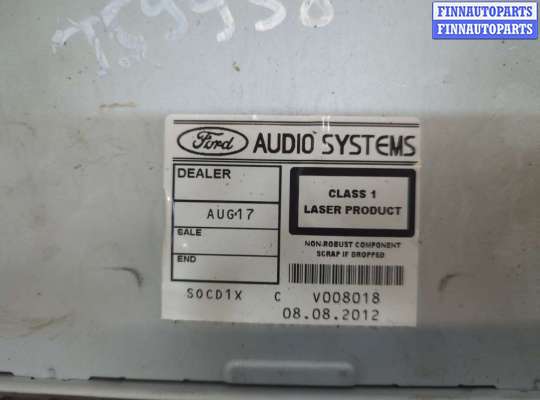 FINNAUTOPARTS
FINNAUTOPARTS
Ford AUDIO SYSTEMS
DEALER
AUG17
SALE
END
CLASS 1
LASER PRODUCT
NON-ROBUST COMPONENT
SCRAP IF DROPPED
SOCD1X C V008018
08.08.2012